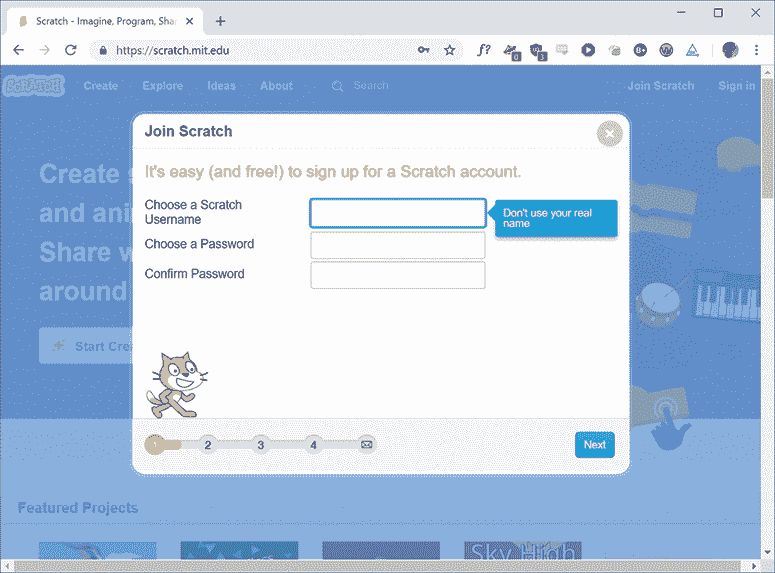 Scratch - Imagine, Program, Sha
https://scratch.mit.edu
f?
0
3
SCRATCH
Create
Explore
Ideas
About
Search
Join Scratch
Sign in
Create
and ani
Share w
around
Start Cre
Join Scratch
It's easy (and free!) to sign up for a Scratch account.
Choose a Scratch
Username
Don't use your real
name
Choose a Password
Confirm Password
1
2
3
4
Next
Featured Projects
Sky High